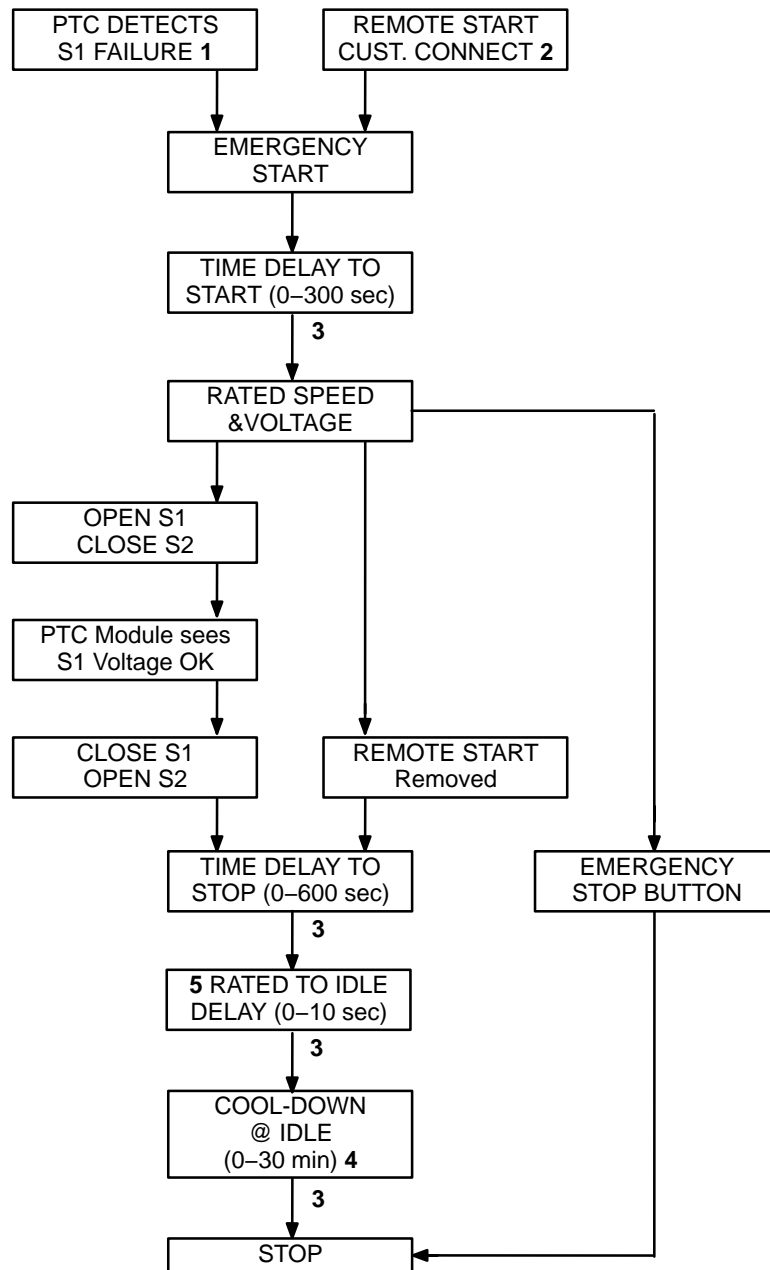 PTC DETECTS
S1 FAILURE 1
REMOTE START
CUST. CONNECT 2
EMERGENCY
START
TIME DELAY TO
START (0–300 sec)
3
RATED SPEED
&VOLTAGE
OPEN S1
CLOSE S2
PTC Module sees
S1 Voltage OK
CLOSE S1
OPEN S2
REMOTE START
Removed
TIME DELAY TO
STOP (0–600 sec)
EMERGENCY
STOP BUTTON
3
5 RATED TO IDLE
DELAY (0–10 sec)
3
COOL-DOWN
@ IDLE
(0–30 min) 4
3
STOP